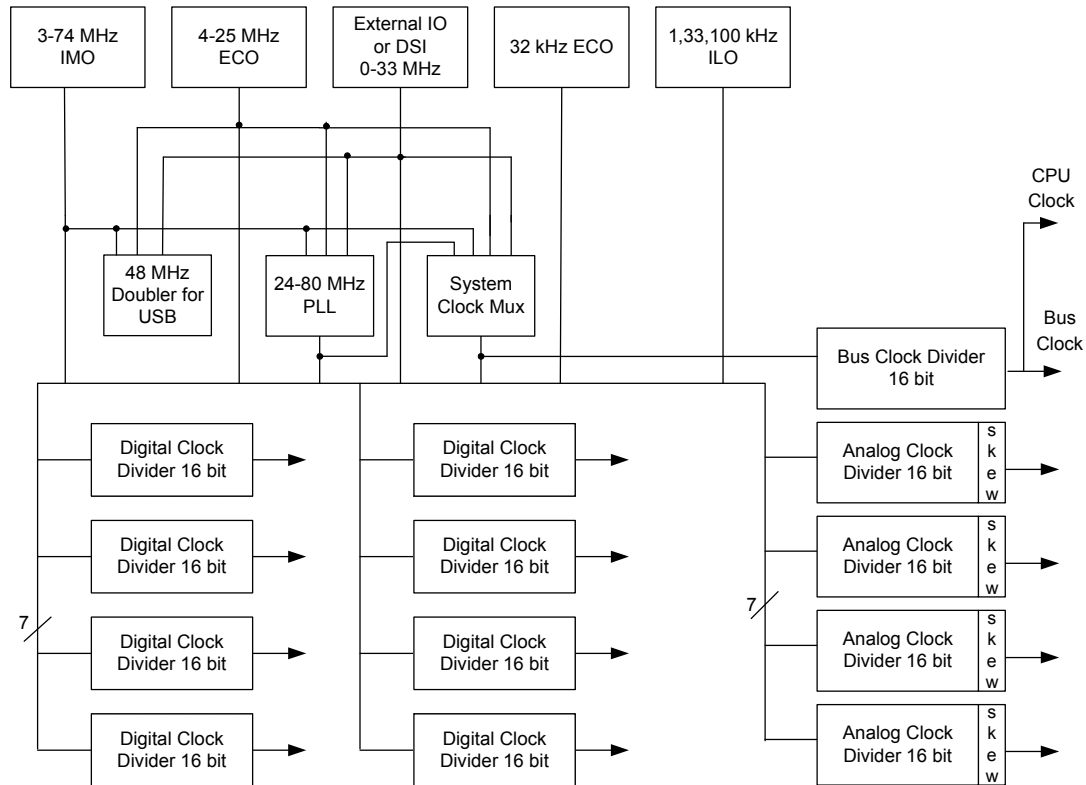 3-74 MHz
IMO
4-25 MHz
ECO
External IO
or DSI
0-33 MHz
32 kHz ECO
1,33,100 kHz
ILO
CPU
Clock
48 MHz
Doubler for
USB
24-80 MHz
PLL
System
Clock Mux
Bus
Clock
Bus Clock Divider
16 bit
Digital Clock
Divider 16 bit
Digital Clock
Divider 16 bit
Analog Clock
Divider 16 bit
s
k
e
w
Digital Clock
Divider 16 bit
Digital Clock
Divider 16 bit
Analog Clock
Divider 16 bit
s
k
e
w
7
7
Digital Clock
Divider 16 bit
Digital Clock
Divider 16 bit
Analog Clock
Divider 16 bit
s
k
e
w
Digital Clock
Divider 16 bit
Digital Clock
Divider 16 bit
Analog Clock
Divider 16 bit
s
k
e
w